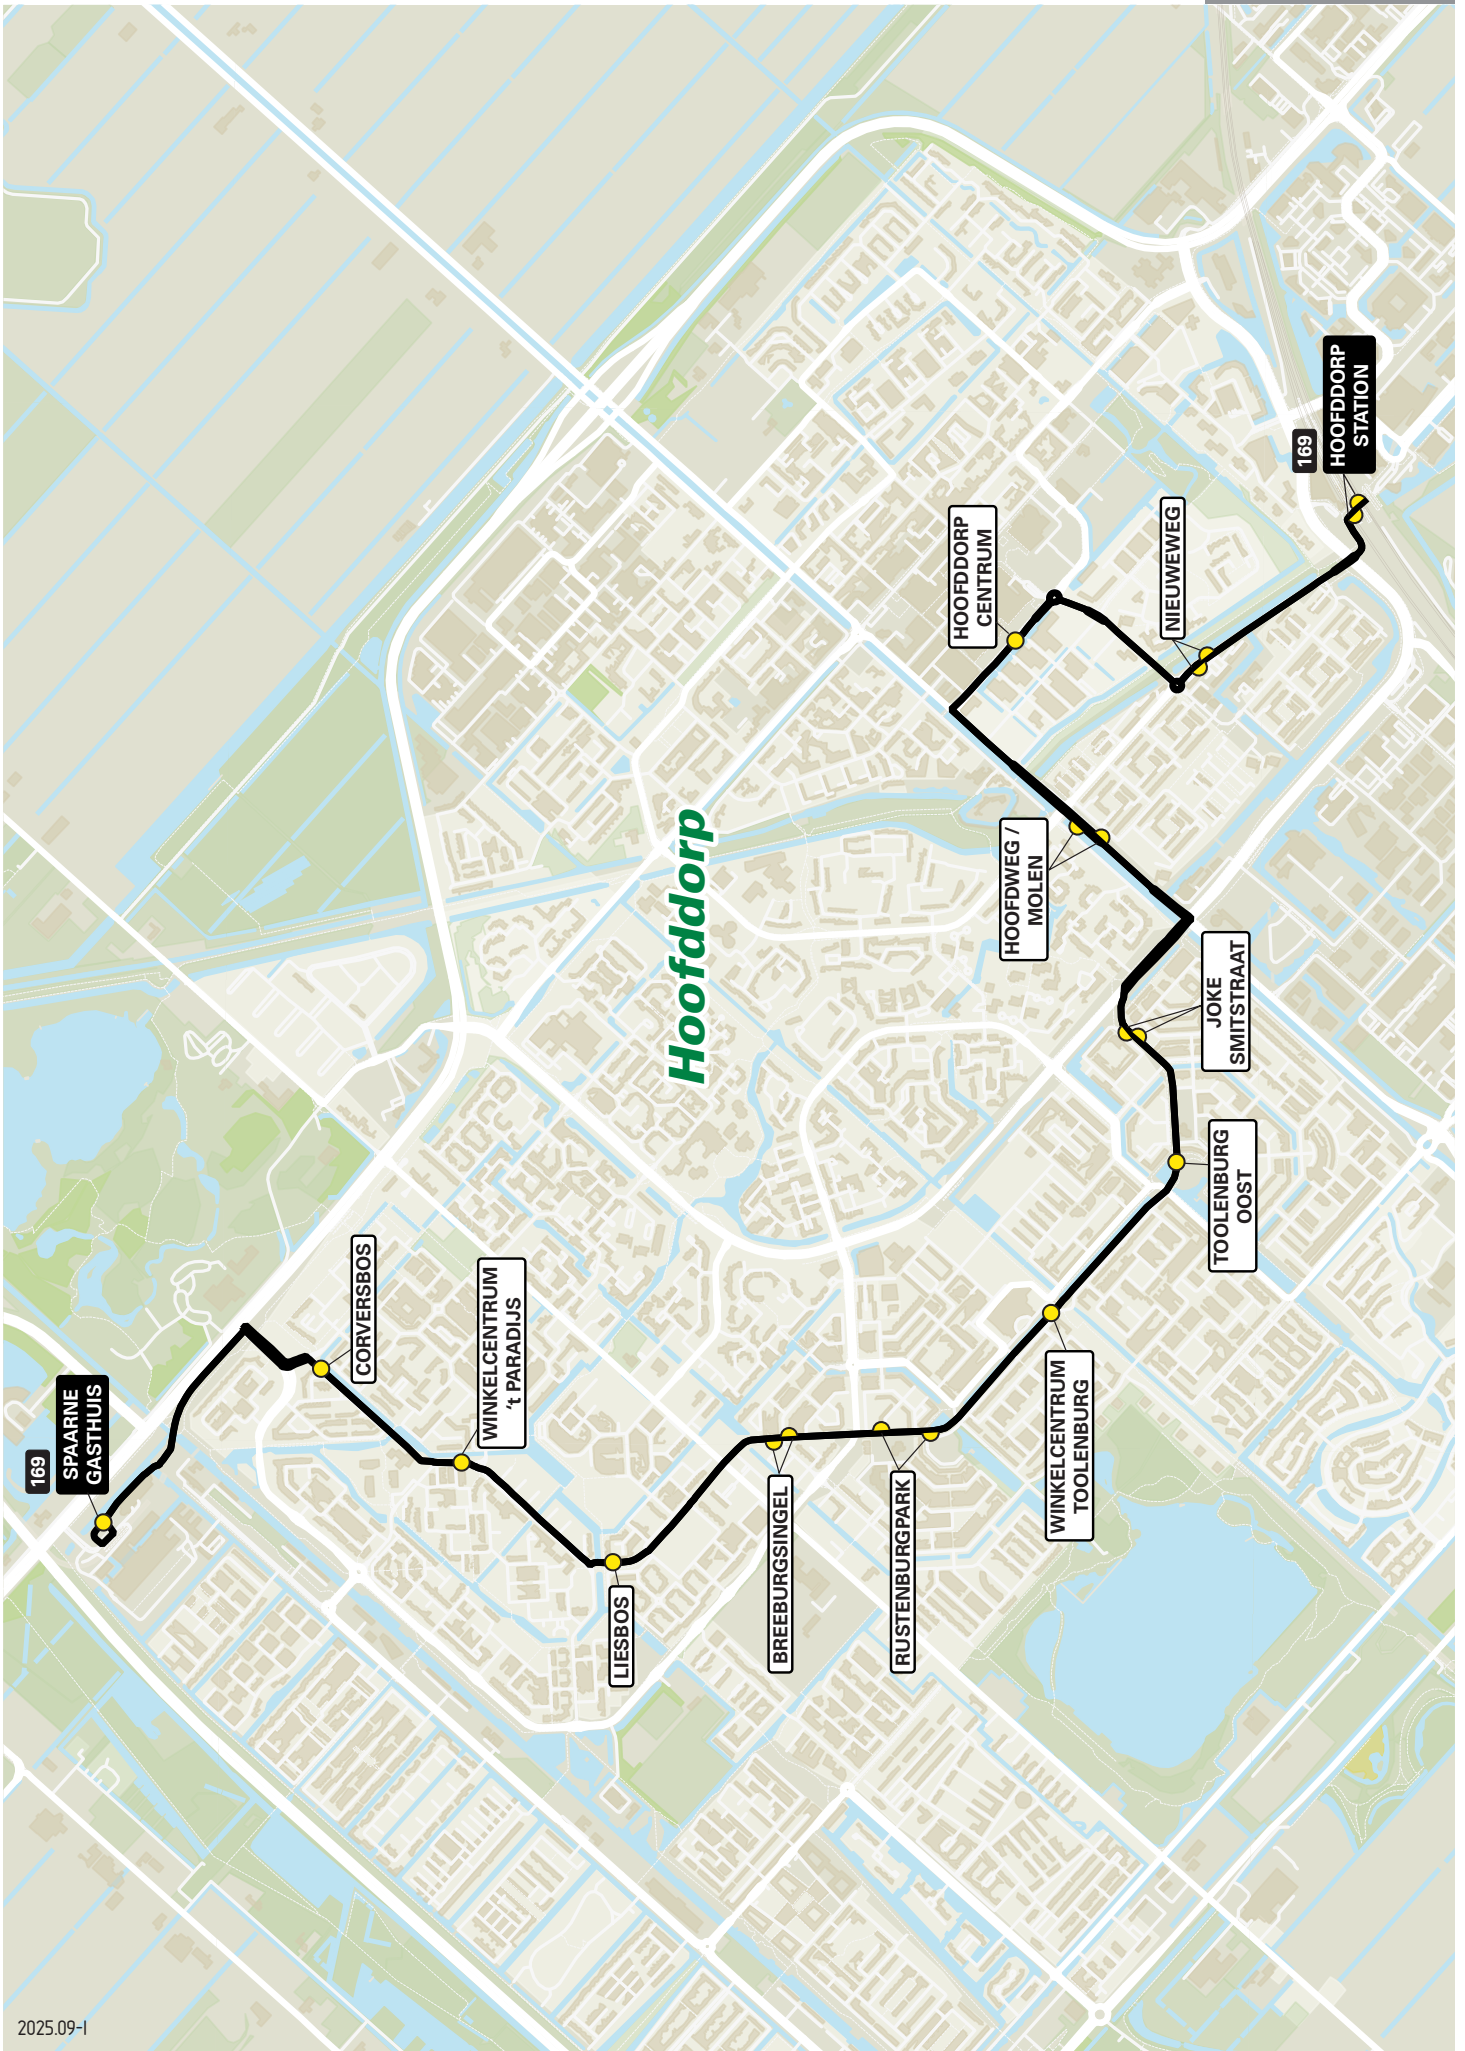 169
SPAARNE
GASTHUIS
CORVERSBOS
WINKELCENTRUM
't PARADIJS
LIESBOS
BREEBURGSINGEL
RUSTENBURGPARK
WINKELCENTRUM
TOOLENBURG
TOOLENBURG
OOST
JOKE
SMITSTRAAT
HOOFDWEG /
MOLEN
Hoofddorp
HOOFDDORP
CENTRUM
NIEUWEWEG
169
HOOFDDORP
STATION
2025.09-I